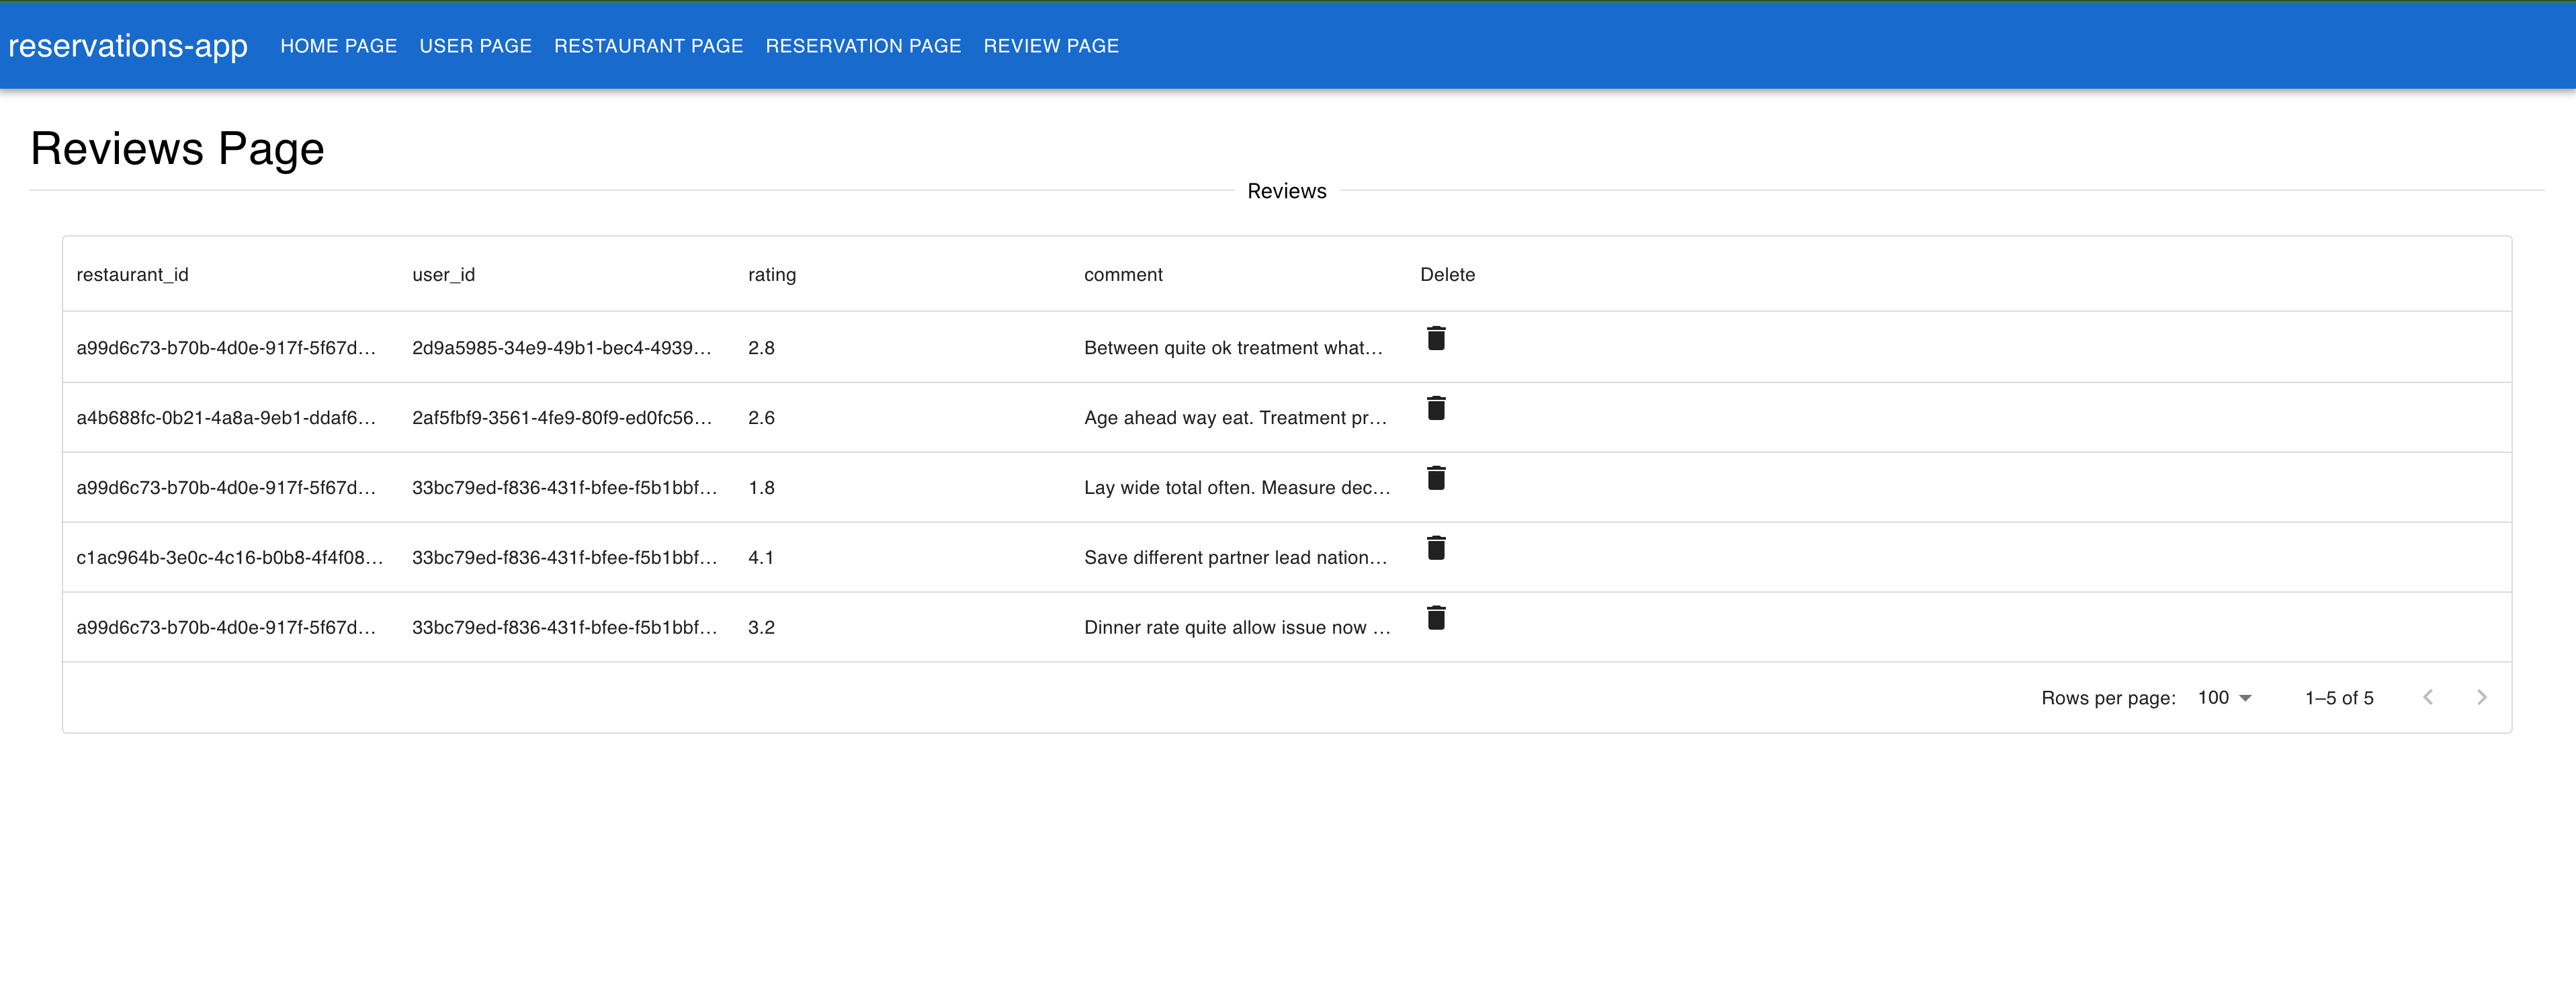 reservations-app HOME PAGE USER PAGE RESTAURANT PAGE RESERVATION PAGE REVIEW PAGE
Reviews Page
Reviews
restaurant_id user_id rating comment Delete
a99d6c73-b70b-4d0e-917f-5f67d... 2d9a5985-34e9-49b1-bec4-4939... 2.8 Between quite ok treatment what...
a4b688fc-0b21-4a8a-9eb1-ddaf6... 2af5fbf9-3561-4fe9-80f9-ed0fc56... 2.6 Age ahead way eat. Treatment pr...
a99d6c73-b70b-4d0e-917f-5f67d... 33bc79ed-f836-431f-bfee-f5b1bbf... 1.8 Lay wide total often. Measure dec...
c1ac964b-3e0c-4c16-b0b8-4f4f08... 33bc79ed-f836-431f-bfee-f5b1bbf... 4.1 Save different partner lead nation...
a99d6c73-b70b-4d0e-917f-5f67d... 33bc79ed-f836-431f-bfee-f5b1bbf... 3.2 Dinner rate quite allow issue now ...
Rows per page: 100 1–5 of 5